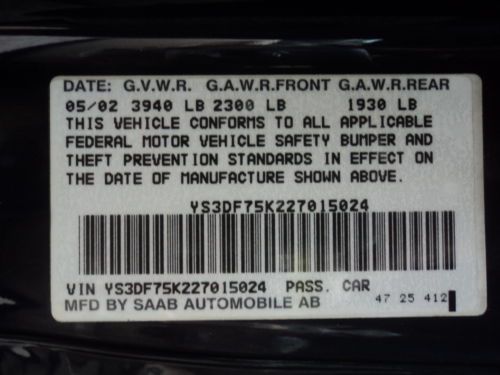 DATE: G.V.W.R. G.A.W.R.FRONT G.A.W.R.REAR
05/02 3940 LB 2300 LB 1930 LB
THIS VEHICLE CONFORMS TO ALL APPLICABLE
FEDERAL MOTOR VEHICLE SAFETY BUMPER AND
THEFT PREVENTION STANDARDS IN EFFECT ON
THE DATE OF MANUFACTURE SHOWN ABOVE.
YS3DF75K227015024
VIN YS3DF75K227015024 PASS. CAR
MFD BY SAAB AUTOMOBILE AB 47 25 412